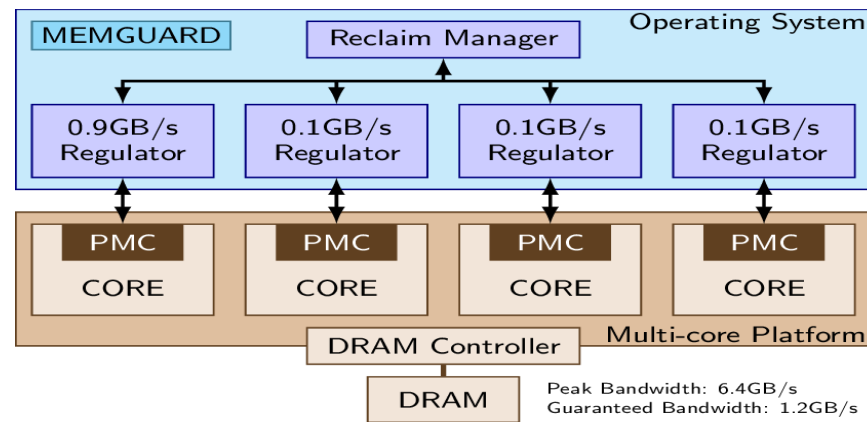 Operating System
MEMGUARD
Reclaim Manager
0.9GB/s
Regulator
0.1GB/s
Regulator
0.1GB/s
Regulator
0.1GB/s
Regulator
PMC
CORE
PMC
CORE
PMC
CORE
PMC
CORE
Multi-core Platform
DRAM Controller
DRAM
Peak Bandwidth: 6.4GB/s
Guaranteed Bandwidth: 1.2GB/s